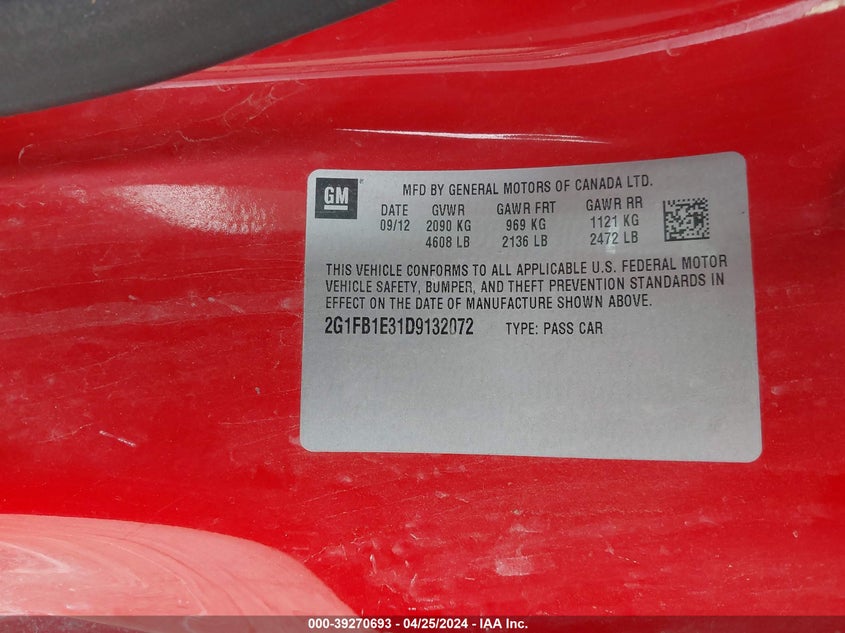 GM
MFD BY GENERAL MOTORS OF CANADA LTD.
DATE GVWR GAWR FRT GAWR RR
09/12 2090 KG 969 KG 1121 KG
4608 LB 2136 LB 2472 LB
THIS VEHICLE CONFORMS TO ALL APPLICABLE U.S. FEDERAL MOTOR
VEHICLE SAFETY, BUMPER, AND THEFT PREVENTION STANDARDS IN
EFFECT ON THE DATE OF MANUFACTURE SHOWN ABOVE.
2G1FB1E31D9132072 TYPE: PASS CAR
000-39270693 - 04/25/2024 - IAA Inc.